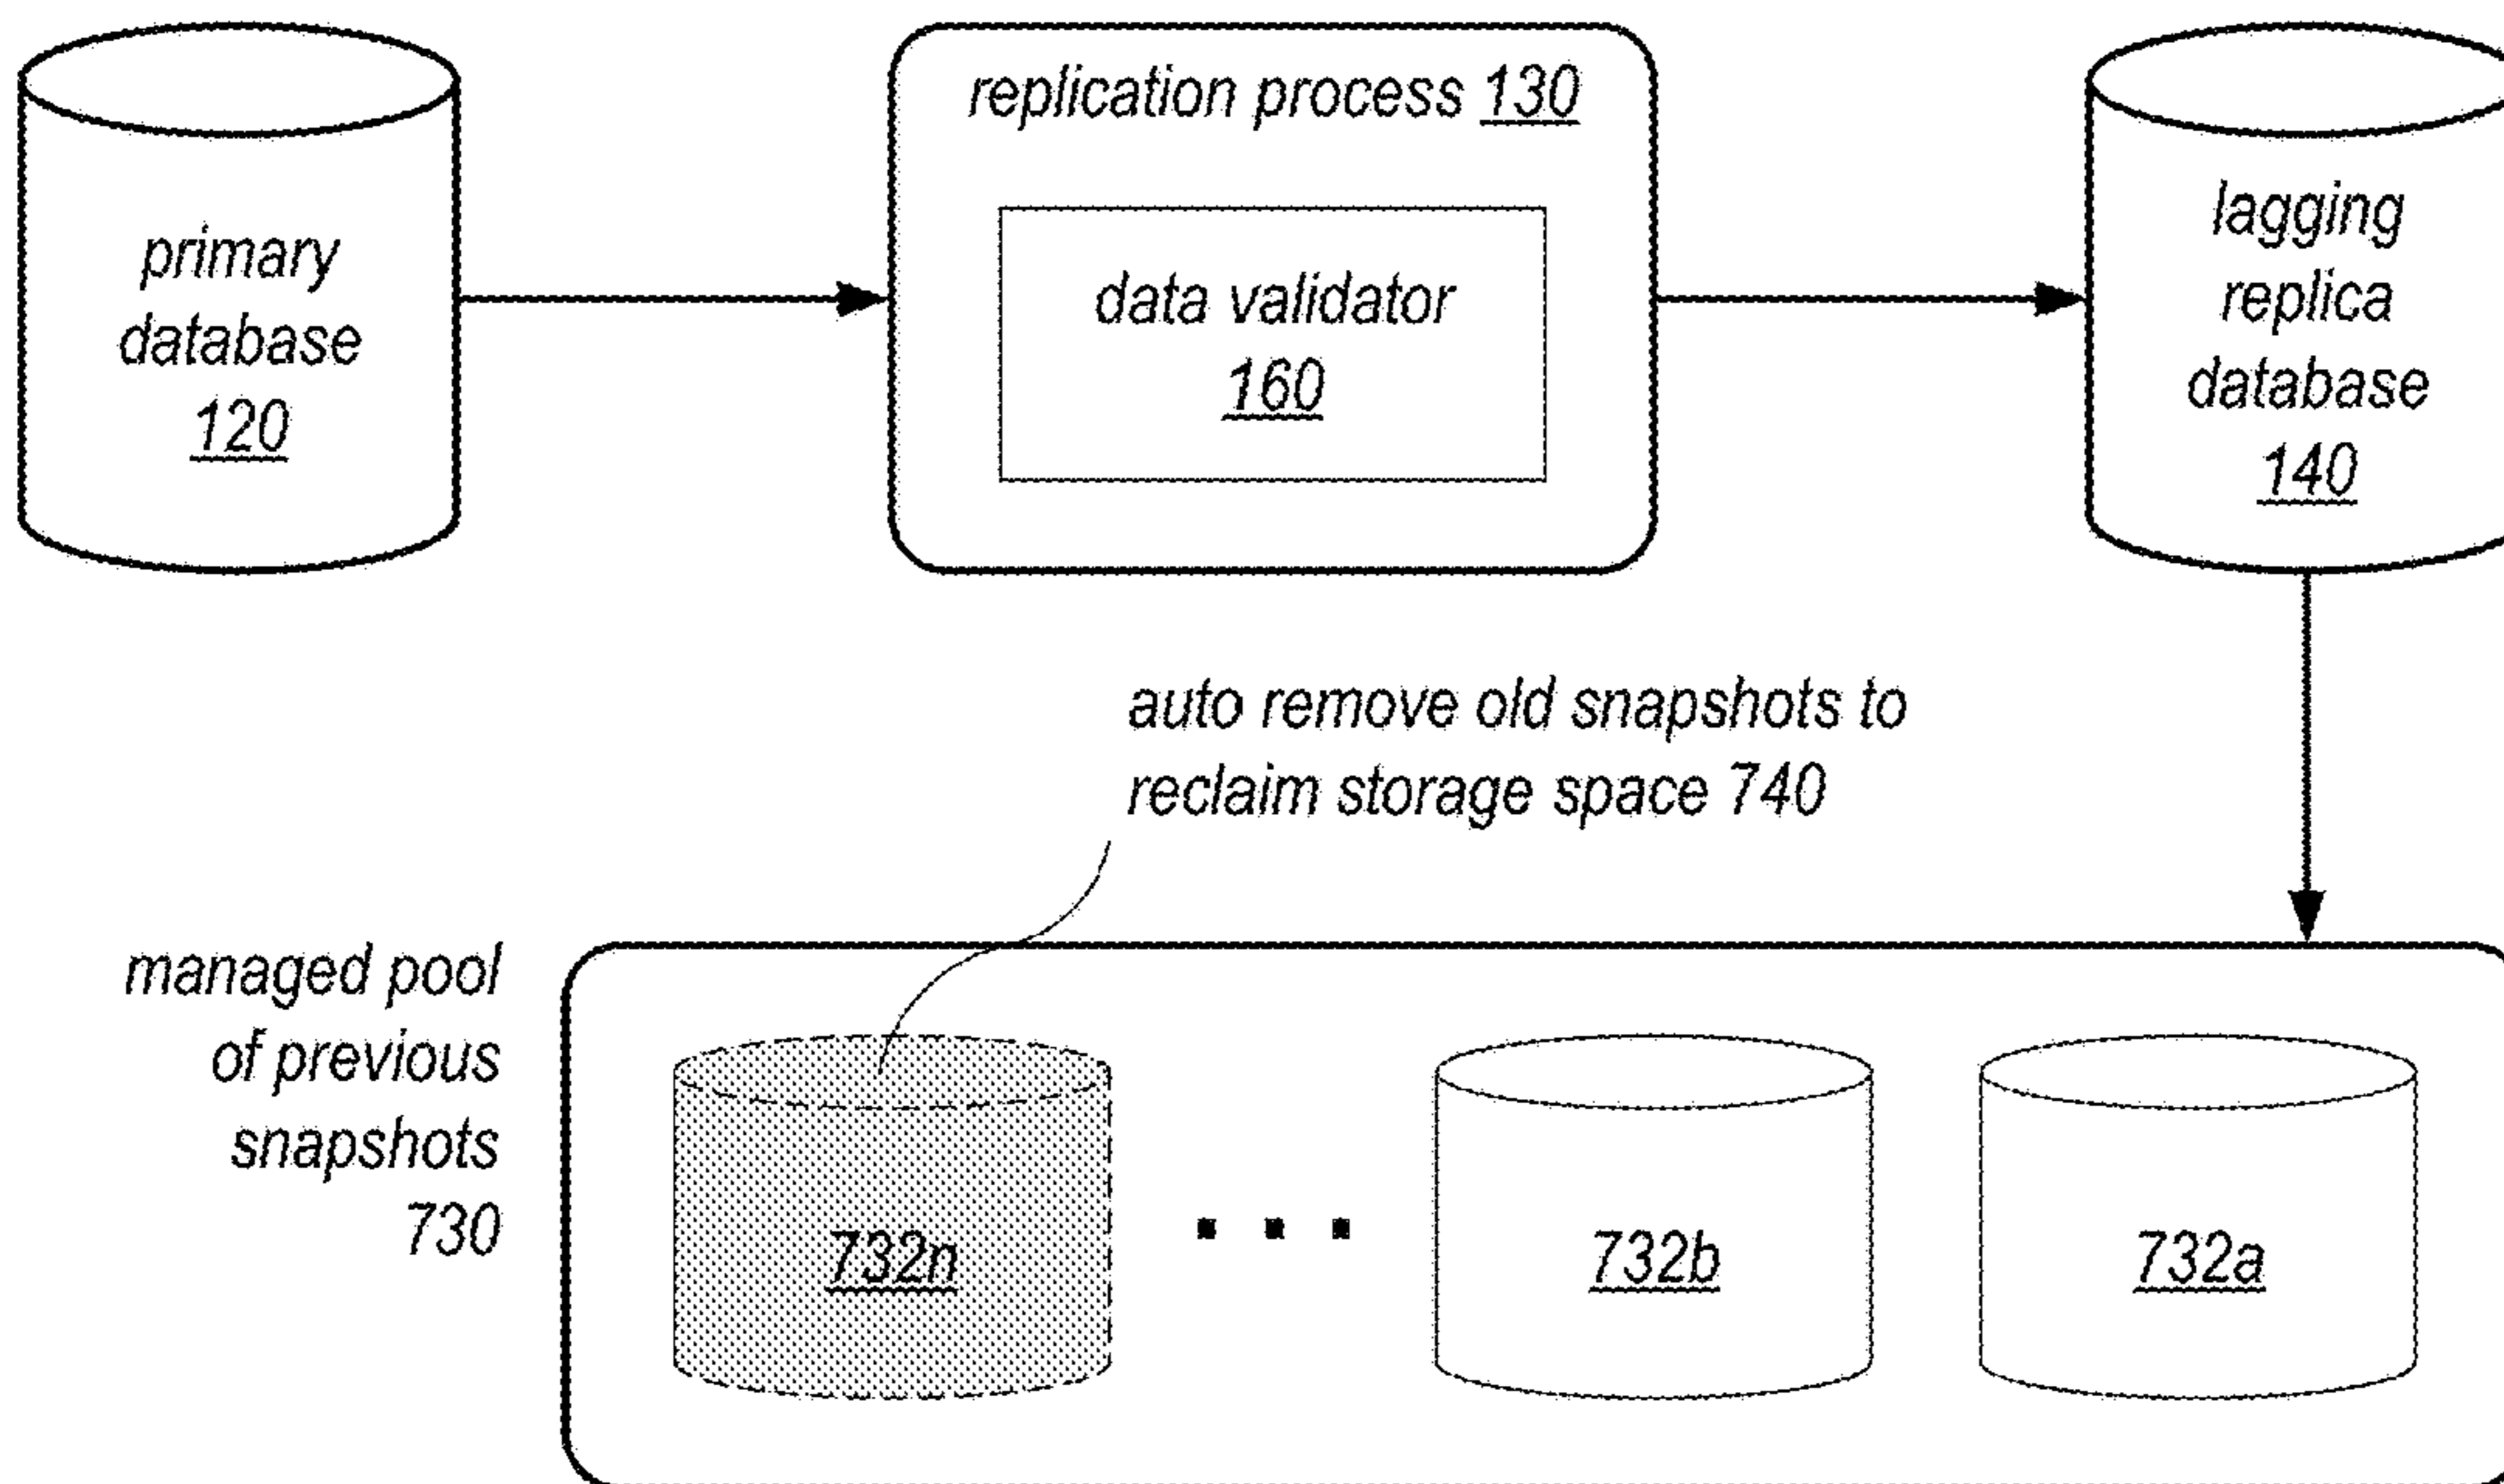 primary
database
120
replication process 130
data validator
160
lagging
replica
database
140
auto remove old snapshots to
reclaim storage space 740
managed pool
of previous
snapshots
730
732n
732b
732a